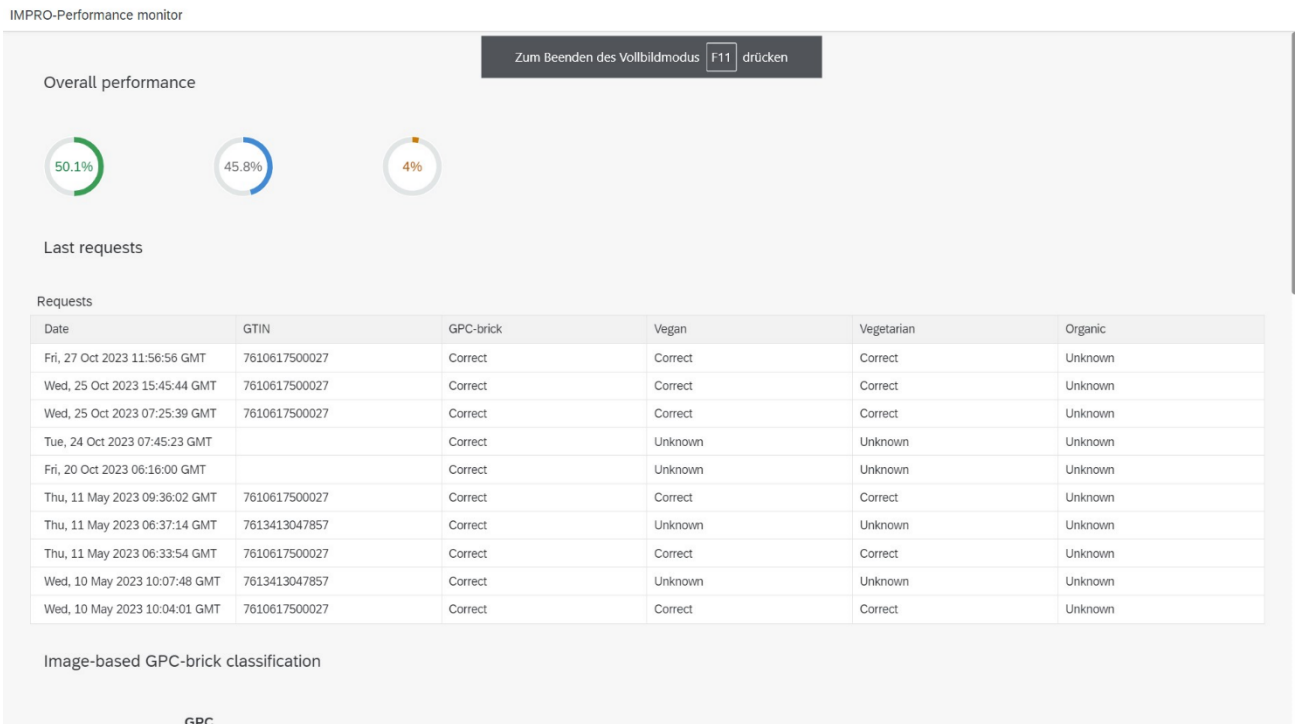 IMPRO-Performance monitor
Zum Beenden des Vollbildmodus F11 drücken
Overall performance
50.1% 45.8% 4%
Last requests
Requests
Date GTIN GPC-brick Vegan Vegetarian Organic
Fri, 27 Oct 2023 11:56:56 GMT 7610617500027 Correct Correct Correct Unknown
Wed, 25 Oct 2023 15:45:44 GMT 7610617500027 Correct Correct Correct Unknown
Wed, 25 Oct 2023 07:25:39 GMT 7610617500027 Correct Correct Correct Unknown
Tue, 24 Oct 2023 07:45:23 GMT Correct Unknown Unknown Unknown
Fri, 20 Oct 2023 06:16:00 GMT Correct Unknown Unknown Unknown
Thu, 11 May 2023 09:36:02 GMT 7610617500027 Correct Correct Correct Unknown
Thu, 11 May 2023 06:37:14 GMT 7613413047857 Correct Unknown Unknown Unknown
Thu, 11 May 2023 06:33:54 GMT 7610617500027 Correct Correct Correct Unknown
Wed, 10 May 2023 10:07:48 GMT 7613413047857 Correct Unknown Unknown Unknown
Wed, 10 May 2023 10:04:01 GMT 7610617500027 Correct Correct Correct Unknown
Image-based GPC-brick classification
GPC